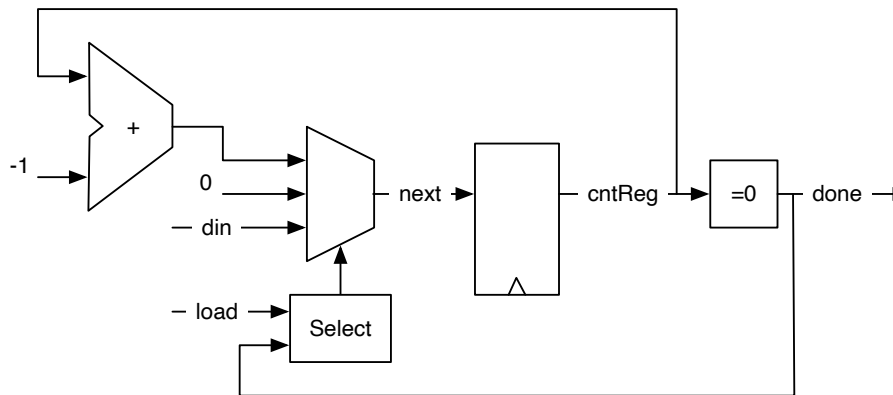 +
-1
0
next
cntReg
=0
done
din
load
Select